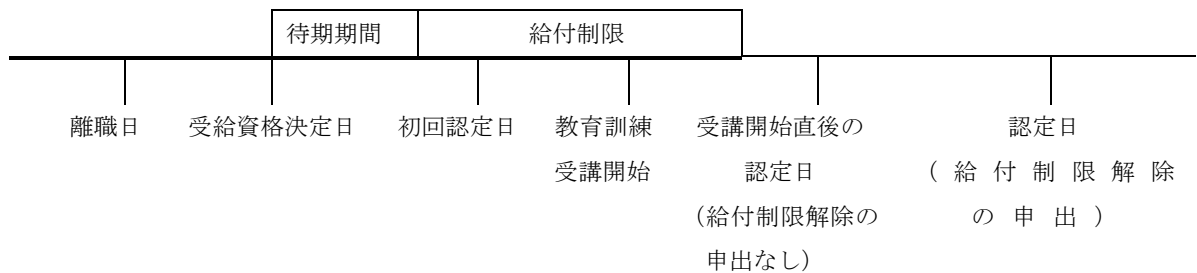 待期期間 給付制限
離職日 受給資格決定日 初回認定日 教育訓練 受講開始直後の 認定日
受講開始 認定日 (給付制限解除
(給付制限解除の の申出)
申出なし)